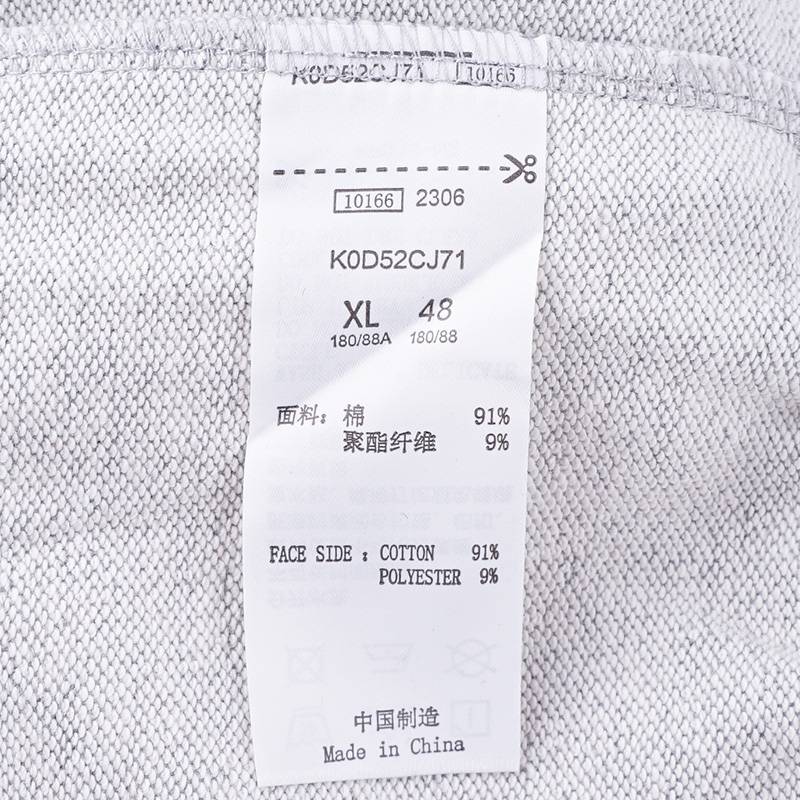 K0D52CJ71 10166
10166 2306
K0D52CJ71
XL 48
180/88A 180/88
面料: 棉 91%
聚酯纤维 9%
FACE SIDE : COTTON 91%
POLYESTER 9%
中国制造
Made in China